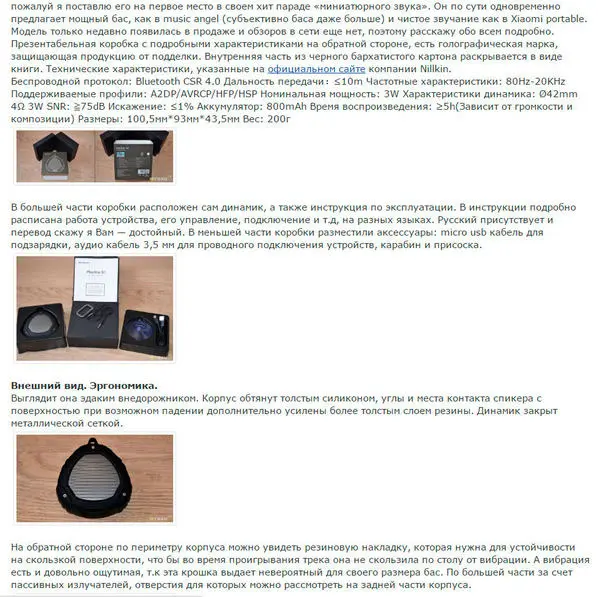 пожалуй я поставлю его на первое место в своем хит параде «миниатюрного звука». Он по сути одновременно
предлагает мощный бас, как в music angel (субъективно баса даже больше) и чистое звучание как в Xiaomi portable.
Модель только недавно появилась в продаже и обзоров в сети еще нет, поэтому расскажу обо всем подробно.
Презентабельная коробка с подробными характеристиками на обратной стороне, есть голографическая марка,
защищающая продукцию от подделки. Внутренняя часть из черного бархатистого картона раскрывается в виде
книги. Технические характеристики, указанные на официальном сайте компании Nillkin.
Беспроводной протокол: Bluetooth CSR 4.0 Дальность передачи: ≤10m Частотные характеристики: 80Hz-20KHz
Поддерживаемые профили: A2DP/AVRCP/HFP/HSP Номинальная мощность: 3W Характеристики динамика: Ø42mm
4Ω 3W SNR: ≧75dB Искажение: ≤1% Аккумулятор: 800mAh Время воспроизведения: ≥5h(Зависит от громкости и
композиции) Размеры: 100,5мм*93мм*43,5мм Вес: 200г
В большей части коробки расположен сам динамик, а также инструкция по эксплуатации. В инструкции подробно
расписана работа устройства, его управление, подключение и т.д, на разных языках. Русский присутствует и
перевод скажу я Вам — достойный. В меньшей части коробки разместили аксессуары: micro usb кабель для
подзарядки, аудио кабель 3,5 мм для проводного подключения устройств, карабин и присоска.
Внешний вид. Эргономика.
Выглядит она эдаким внедорожником. Корпус обтянут толстым силиконом, углы и места контакта спикера с
поверхностью при возможном падении дополнительно усилены более толстым слоем резины. Динамик закрыт
металлической сеткой.
На обратной стороне по периметру корпуса можно увидеть резиновую накладку, которая нужна для устойчивости
на скользкой поверхности, что бы во время проигрывания трека она не скользила по столу от вибрации. А вибрация
есть и довольно ощутимая, т.к эта крошка выдает невероятный для своего размера бас. По большей части за счет
пассивных излучателей, отверстия для которых можно рассмотреть на задней части корпуса.